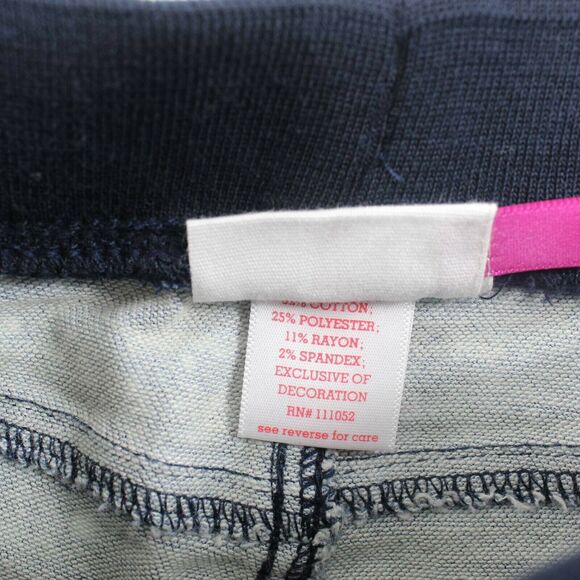 COTTON;
25% POLYESTER;
11% RAYON;
2% SPANDEX;
EXCLUSIVE OF
DECORATION
RN# 111052
see reverse for care